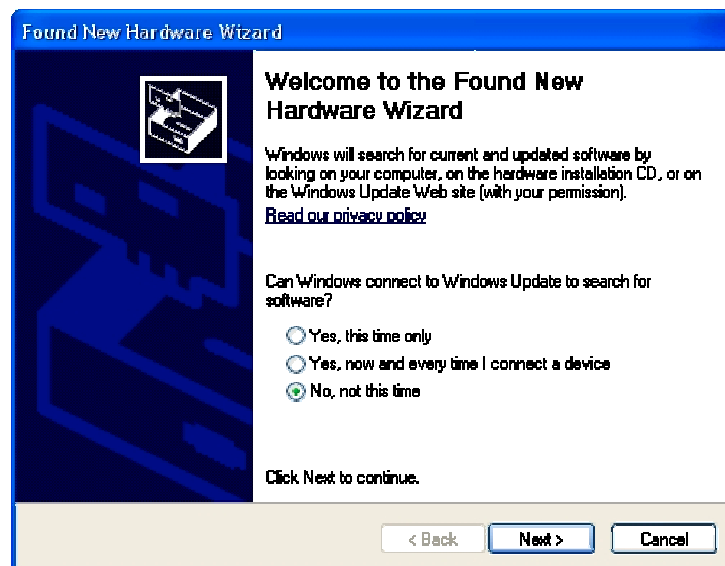 Found New Hardware Wizard
Welcome to the Found New
Hardware Wizard
Windows will search for current and updated software by
looking on your computer, on the hardware installation CD, or on
the Windows Update Web site (with your permission).
Read our privacy policy
Can Windows connect to Windows Update to search for
software?
Yes, this time only
Yes, now and every time I connect a device
No, not this time
Click Next to continue.
< Back
Next >
Cancel